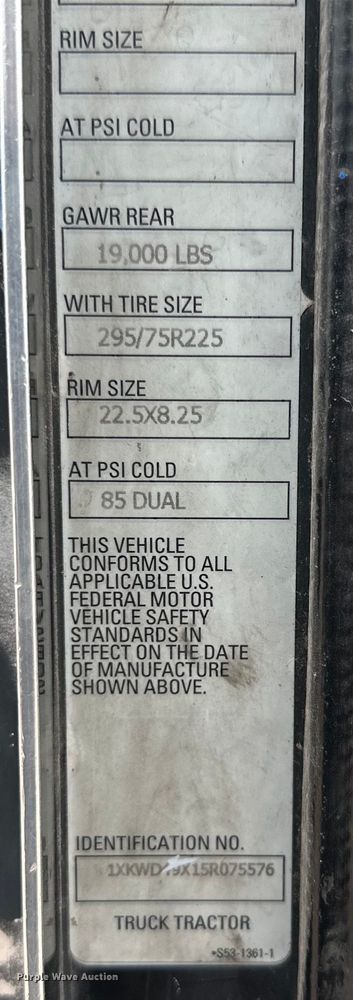 RIM SIZE
AT PSI COLD
GAWR REAR
19,000 LBS
WITH TIRE SIZE
295/75R225
RIM SIZE
22.5X8.25
AT PSI COLD
85 DUAL
THIS VEHICLE
CONFORMS TO ALL
APPLICABLE U.S.
FEDERAL MOTOR
VEHICLE SAFETY
STANDARDS IN
EFFECT ON THE DATE
OF MANUFACTURE
SHOWN ABOVE.
IDENTIFICATION NO.
1XKWD49X15R075576
TRUCK TRACTOR
•S53-1361-1
Purple Wave Auction